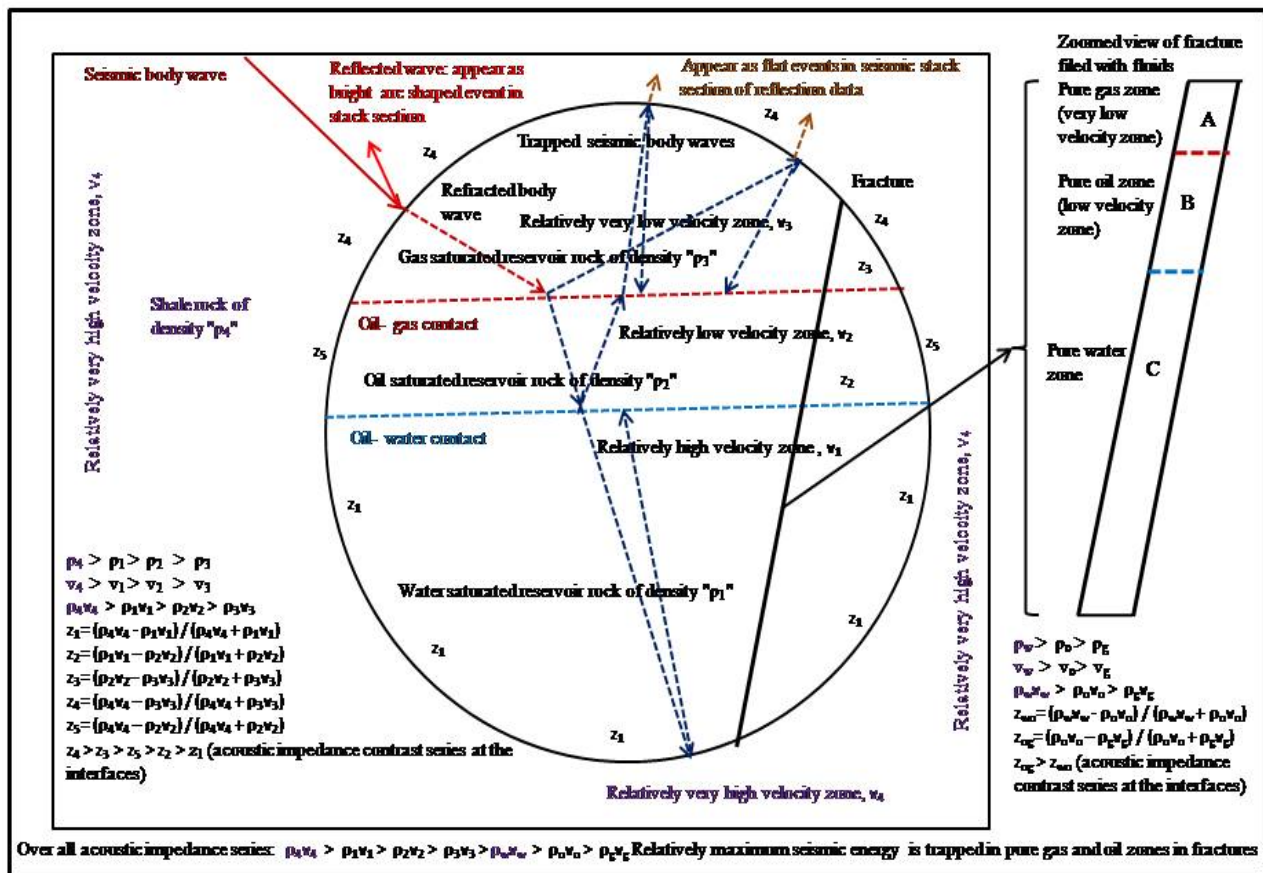 Seismic body wave
Reflected wave: appear as
bright arc shaped event in
stack section
Appear as flat events in seismic stack
section of reflection data
z₄
Trapped seismic body waves
z₄
Refracted body
wave
Fracture
Relatively very low velocity zone, v₃
z₄
z₄
Gas saturated reservoir rock of density "ρ₃"
z₃
Relatively very high velocity zone, v₄
Shale rock of
density "ρ₄"
Oil- gas contact
Relatively low velocity zone, v₂
z₅
z₅
Oil saturated reservoir rock of density "ρ₂"
z₂
Oil- water contact
Relatively high velocity zone , v₁
z₁
z₁
Relatively very high velocity zone, v₄
Water saturated reservoir rock of density "ρ₁"
z₁
z₁
z₁
Relatively very high velocity zone, v₄
ρ₄ > ρ₁ > ρ₂ > ρ₃
v₄ > v₁ > v₂ > v₃
ρ₄v₄ > ρ₁v₁ > ρ₂v₂ > ρ₃v₃
z₁=(ρ₄v₄ - ρ₁v₁) / (ρ₄v₄ + ρ₁v₁)
z₂=(ρ₁v₁ – ρ₂v₂) / (ρ₁v₁ + ρ₂v₂)
z₃=(ρ₂v₂ - ρ₃v₃) / (ρ₂v₂ + ρ₃v₃)
z₄=(ρ₄v₄ – ρ₃v₃) / (ρ₄v₄ + ρ₃v₃)
z₅=(ρ₄v₄ – ρ₂v₂) / (ρ₄v₄ + ρ₂v₂)
z₄ > z₃ > z₅ > z₂ > z₁ (acoustic impedance contrast series at the
interfaces)
Zoomed view of fracture
filed with fluids
Pure gas zone
(very low
velocity zone)
A
Pure oil zone
(low velocity
zone)
B
Pure water
zone
C
ρw > ρo > ρg
vw > vo > vg
ρwvw > ρovo > ρgvg
zwo=(ρwvw - ρovo) / (ρwvw + ρovo)
zog=(ρovo – ρgvg) / (ρovo + ρgvg)
zog > zwo (acoustic impedance
contrast series at the interfaces)
Over all acoustic impedance series: ρ₄v₄ > ρ₁v₁ > ρ₂v₂ > ρ₃v₃ > ρwvw > ρovo > ρgvg Relatively maximum seismic energy is trapped in pure gas and oil zones in fractures